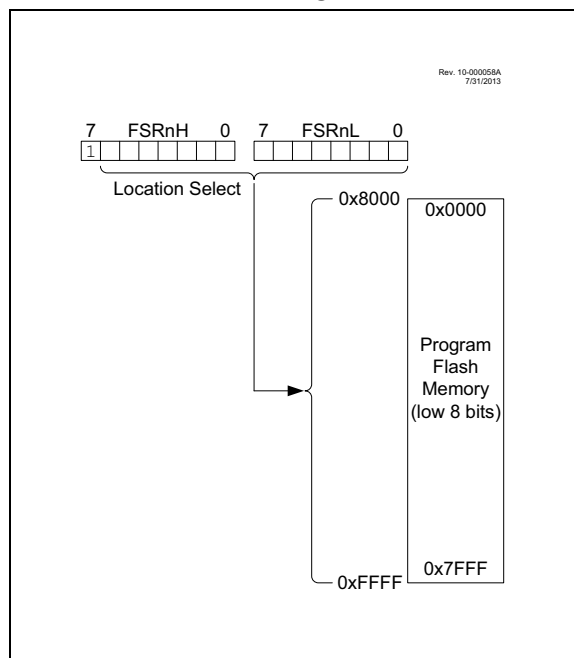 Rev. 10-000058A
7/31/2013
7 FSRnH 0 7 FSRnL 0
1
Location Select
0x8000
0x0000
Program
Flash
Memory
(low 8 bits)
0x7FFF
0xFFFF